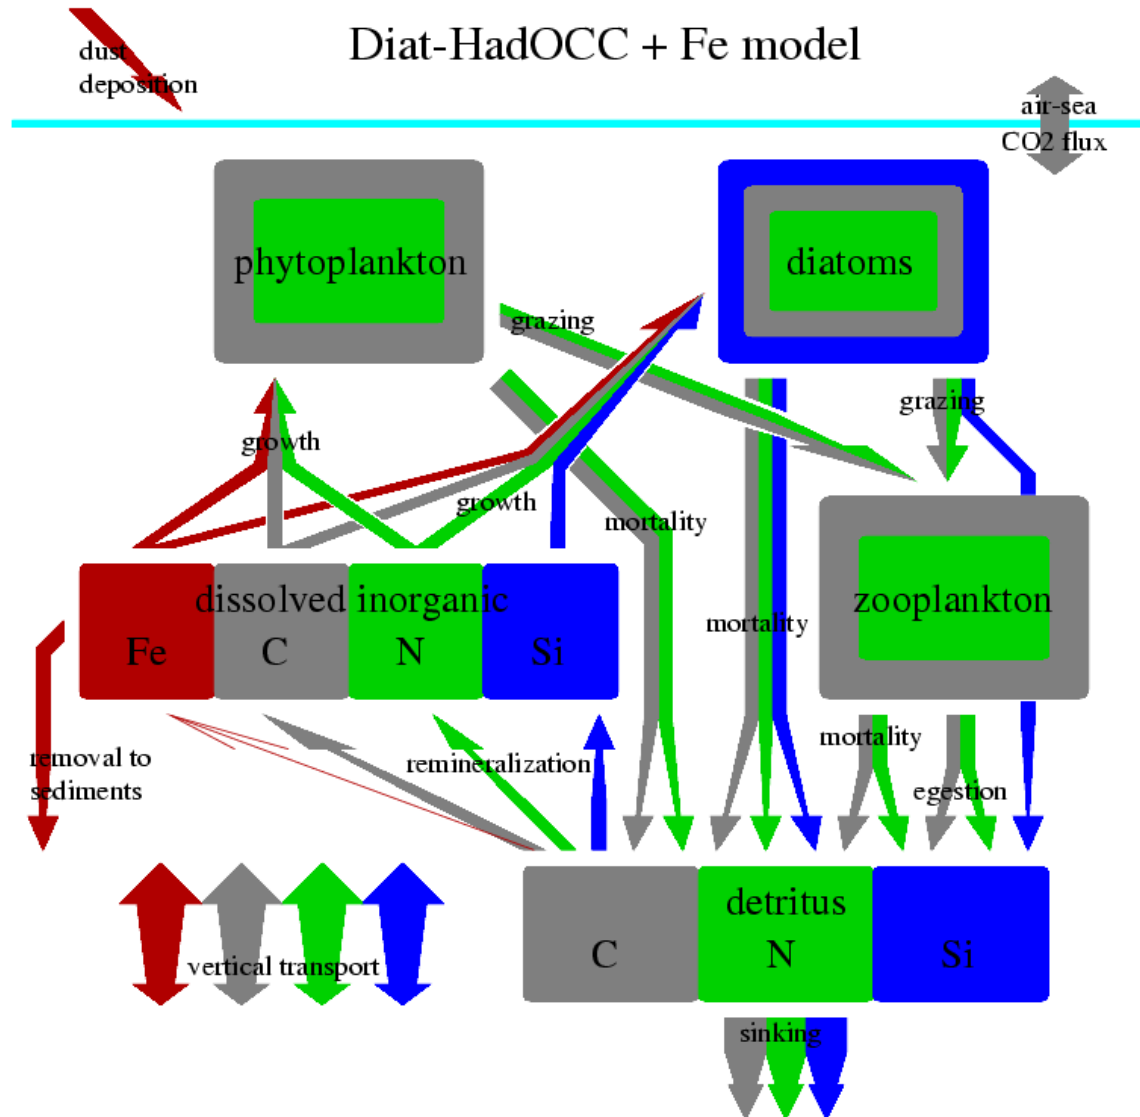 Diat-HadOCC + Fe model
dust
deposition
air-sea
CO2 flux
phytoplankton
diatoms
grazing
grazing
growth
growth
mortality
dissolved inorganic
Fe
C
N
Si
zooplankton
mortality
removal to
sediments
remineralization
mortality
egestion
detritus
C
N
Si
vertical transport
sinking